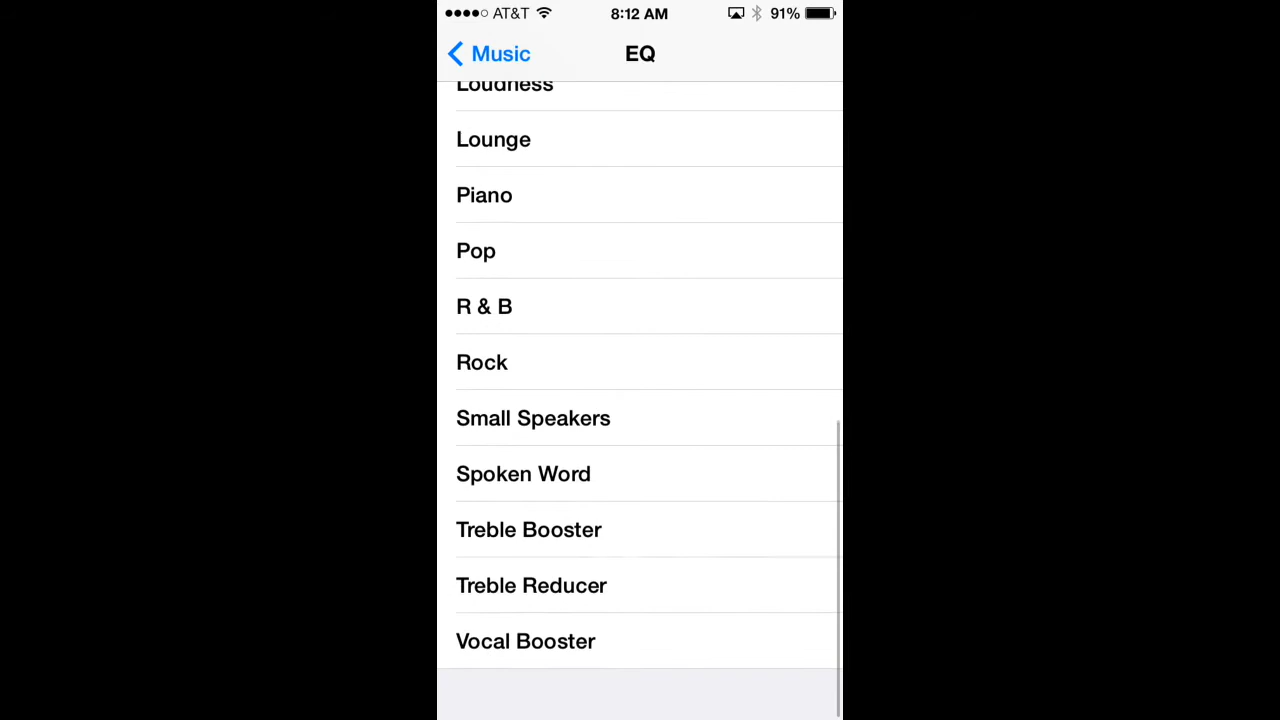 AT&T 8:12 AM 91%
Music EQ
Loudness
Lounge
Piano
Pop
R & B
Rock
Small Speakers
Spoken Word
Treble Booster
Treble Reducer
Vocal Booster